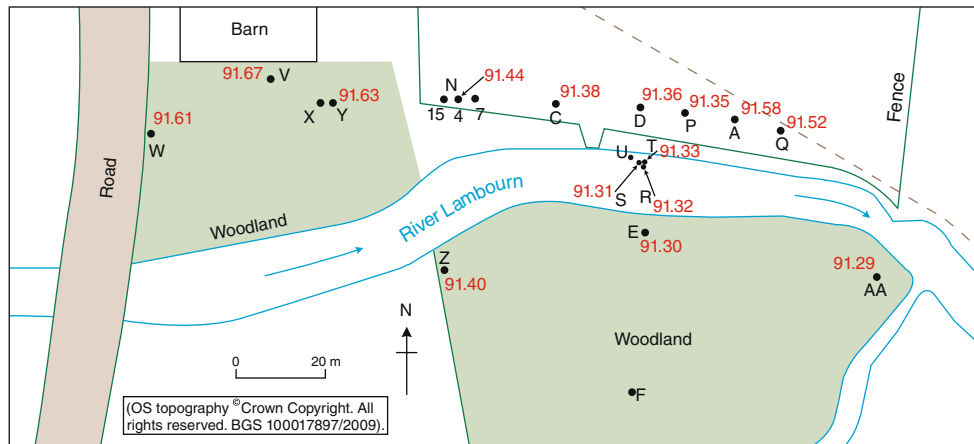 Barn
91.67 V
91.63
X Y
91.61
W
Road
Woodland
River Lambourn
N 91.44
15 4 7
91.38
C
91.36
D
91.35
P
91.58
A
91.52
Q
Fence
U T 91.33
91.31
S
R
91.32
E
91.30
91.29
AA
Z
91.40
N
0 20 m
Woodland
F
(OS topography ©Crown Copyright. All
rights reserved. BGS 100017897/2009).